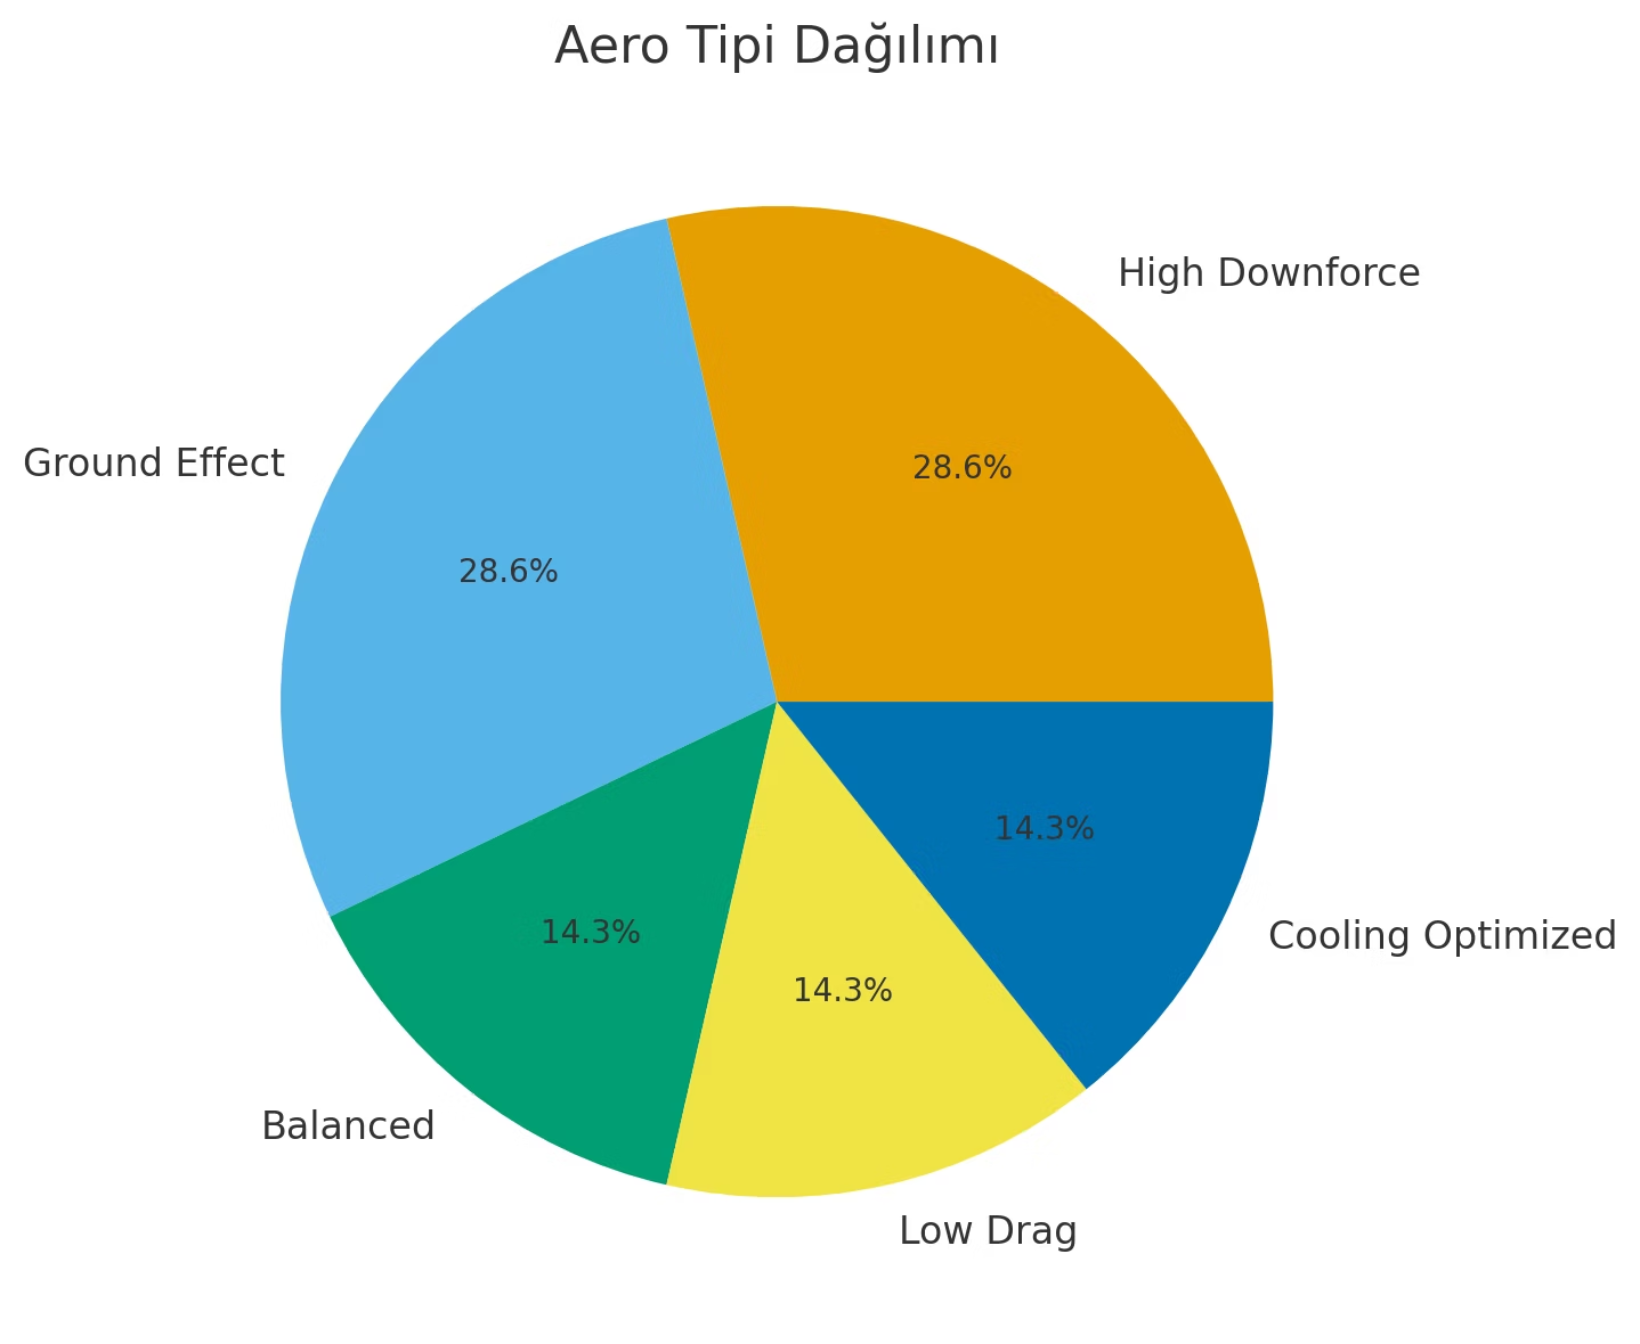 Aero Tipi Dağılımı
High Downforce
28.6%
Ground Effect
28.6%
14.3%
Cooling Optimized
14.3%
14.3%
Balanced
Low Drag